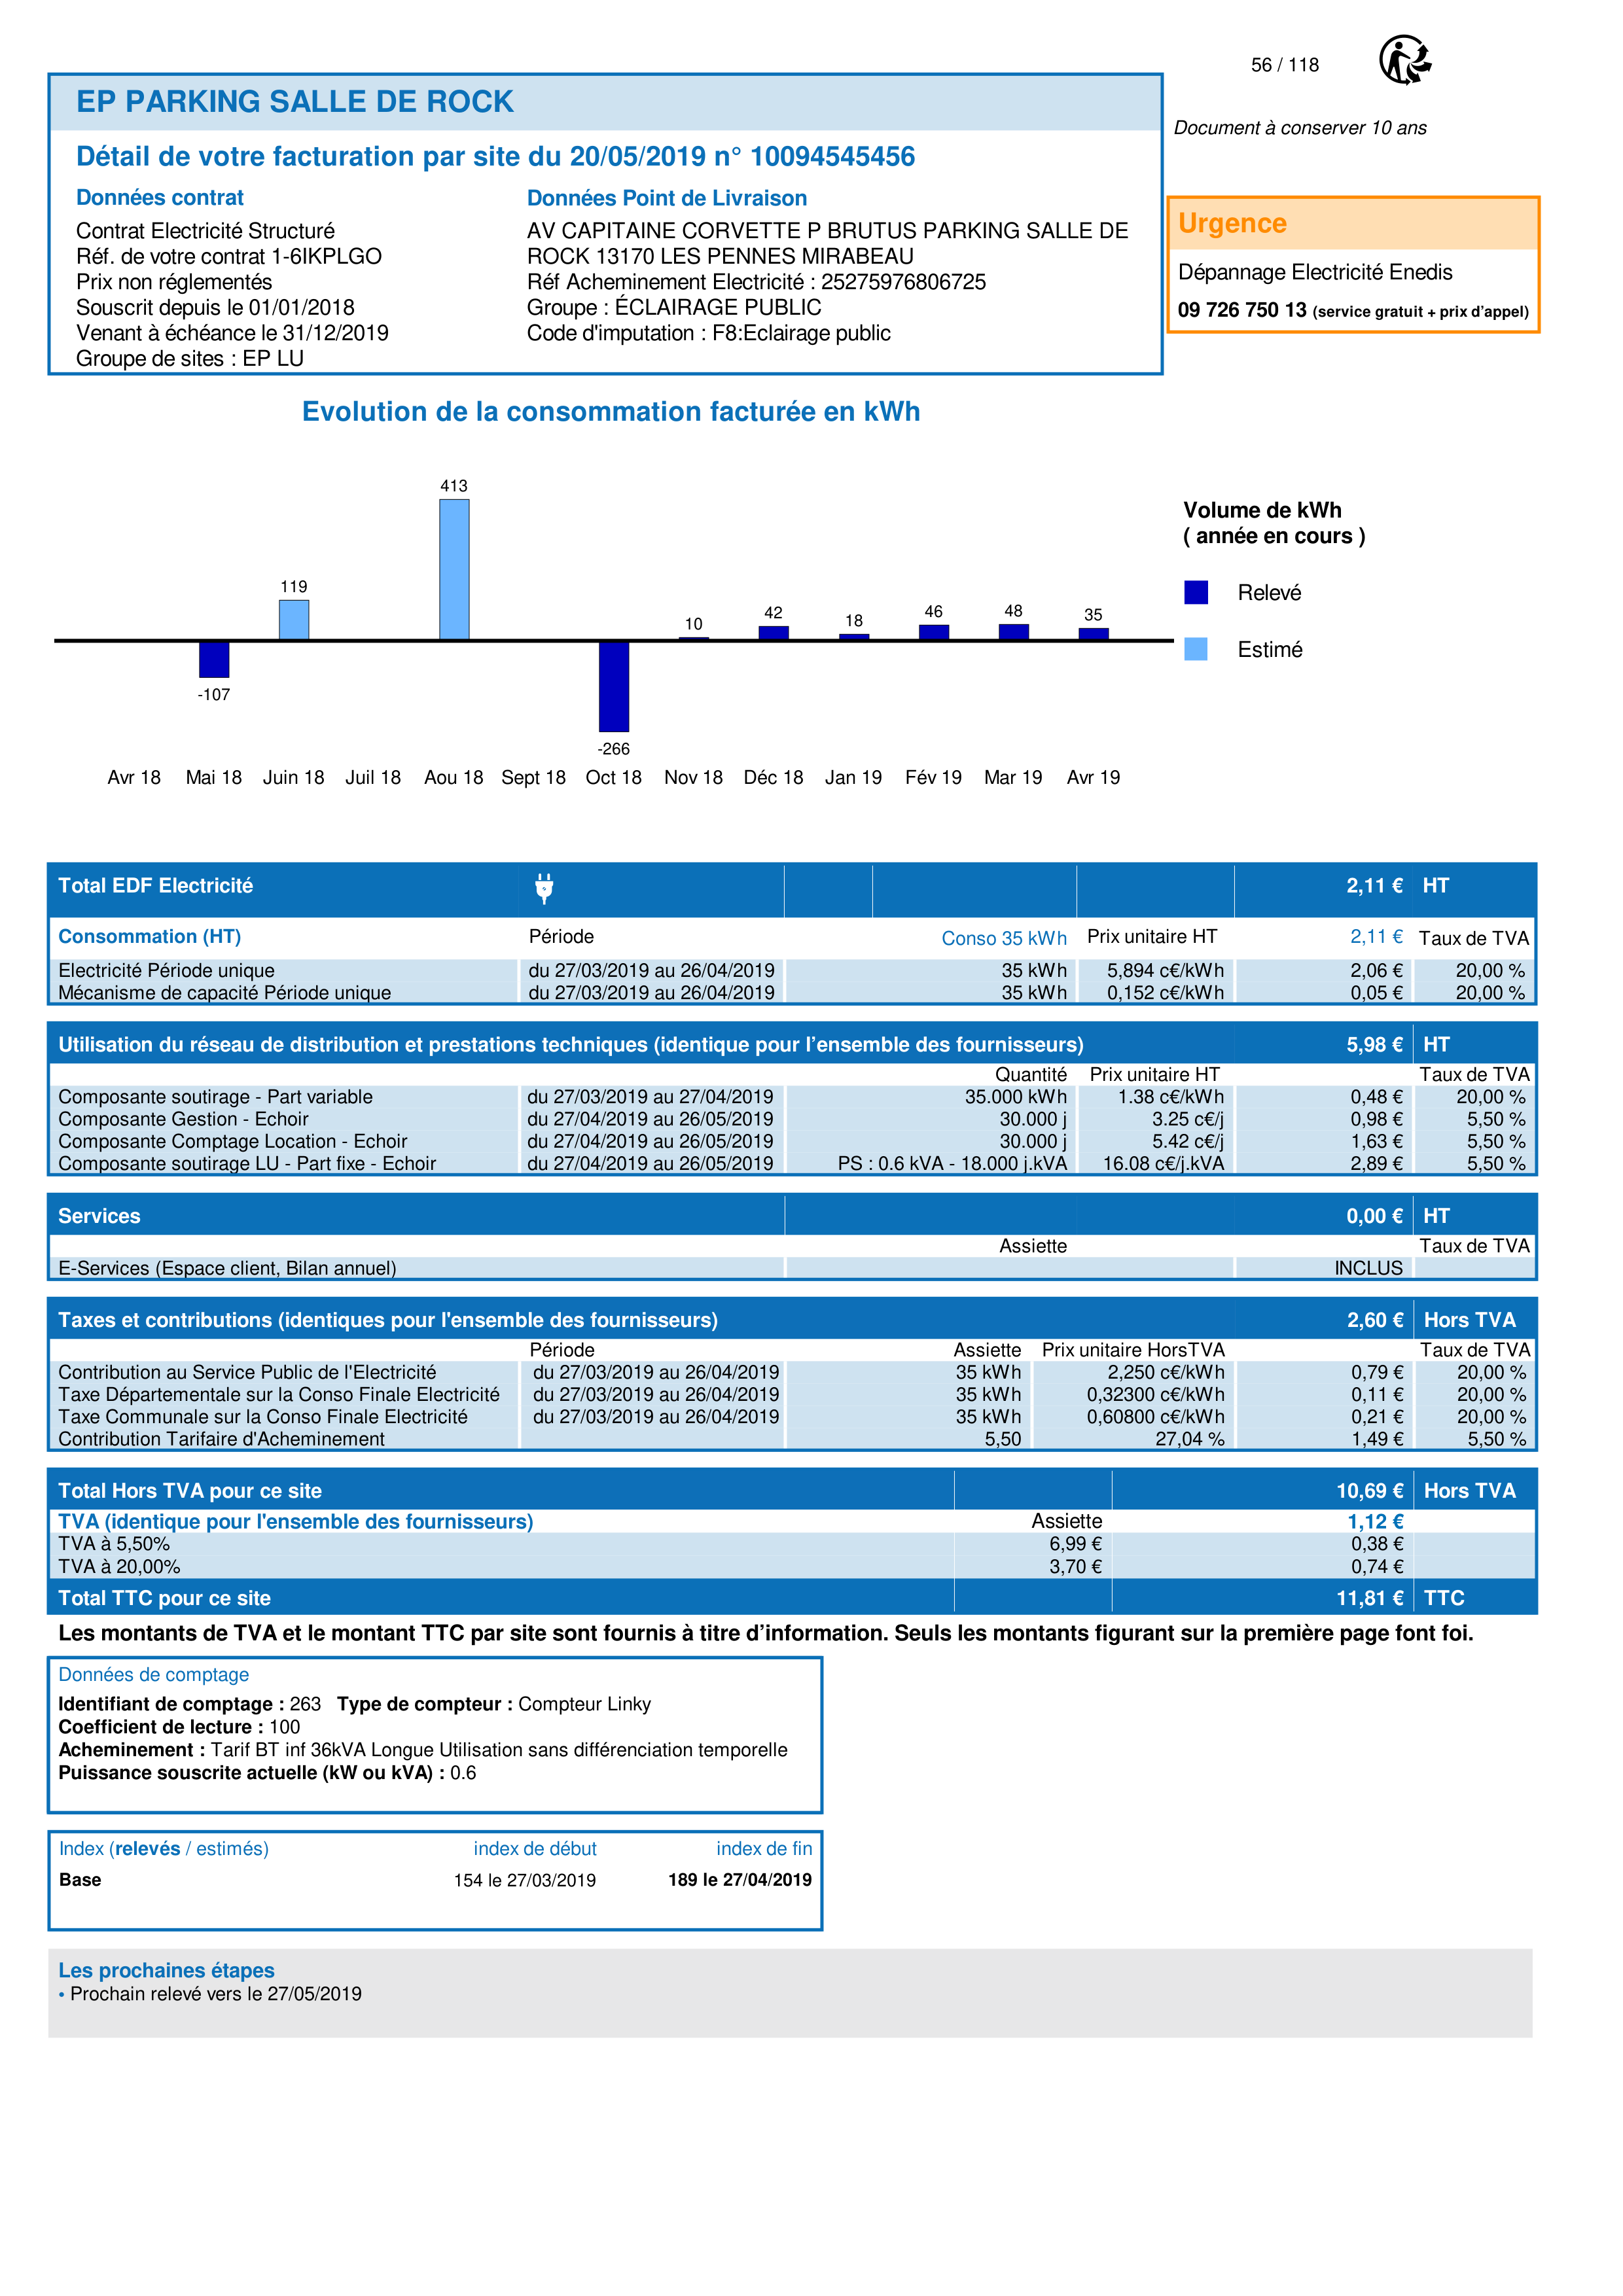 56 / 118
EP PARKING SALLE DE ROCK
Document à conserver 10 ans
Détail de votre facturation par site du 20/05/2019 n° 10094545456
Données contrat
Contrat Electricité Structuré
Réf. de votre contrat 1-6IKPLGO
Prix non réglementés
Souscrit depuis le 01/01/2018
Venant à échéance le 31/12/2019
Groupe de sites : EP LU
Données Point de Livraison
AV CAPITAINE CORVETTE P BRUTUS PARKING SALLE DE
ROCK 13170 LES PENNES MIRABEAU
Réf Acheminement Electricité : 25275976806725
Groupe : ÉCLAIRAGE PUBLIC
Code d'imputation : F8:Eclairage public
Urgence
Dépannage Electricité Enedis
09 726 750 13 (service gratuit + prix d'appel)
Evolution de la consommation facturée en kWh
413
119
10
42
18
46
48
35
-107
-266
Avr 18 Mai 18 Juin 18 Juil 18 Aou 18 Sept 18 Oct 18 Nov 18 Déc 18 Jan 19 Fév 19 Mar 19 Avr 19
Volume de kWh
( année en cours )
Relevé
Estimé
Total EDF Electricité 2,11 € HT
Consommation (HT) Période Conso 35 kWh Prix unitaire HT 2,11 € Taux de TVA
Electricité Période unique du 27/03/2019 au 26/04/2019 35 kWh 5,894 c€/kWh 2,06 € 20,00 %
Mécanisme de capacité Période unique du 27/03/2019 au 26/04/2019 35 kWh 0,152 c€/kWh 0,05 € 20,00 %
Utilisation du réseau de distribution et prestations techniques (identique pour l'ensemble des fournisseurs) 5,98 € HT
Quantité Prix unitaire HT Taux de TVA
Composante soutirage - Part variable du 27/03/2019 au 27/04/2019 35.000 kWh 1.38 c€/kWh 0,48 € 20,00 %
Composante Gestion - Echoir du 27/04/2019 au 26/05/2019 30.000 j 3.25 c€/j 0,98 € 5,50 %
Composante Comptage Location - Echoir du 27/04/2019 au 26/05/2019 30.000 j 5.42 c€/j 1,63 € 5,50 %
Composante soutirage LU - Part fixe - Echoir du 27/04/2019 au 26/05/2019 PS : 0.6 kVA - 18.000 j.kVA 16.08 c€/j.kVA 2,89 € 5,50 %
Services 0,00 € HT
Assiette Taux de TVA
E-Services (Espace client, Bilan annuel) INCLUS
Taxes et contributions (identiques pour l'ensemble des fournisseurs) 2,60 € Hors TVA
Période Assiette Prix unitaire HorsTVA Taux de TVA
Contribution au Service Public de l'Electricité du 27/03/2019 au 26/04/2019 35 kWh 2,250 c€/kWh 0,79 € 20,00 %
Taxe Départementale sur la Conso Finale Electricité du 27/03/2019 au 26/04/2019 35 kWh 0,32300 c€/kWh 0,11 € 20,00 %
Taxe Communale sur la Conso Finale Electricité du 27/03/2019 au 26/04/2019 35 kWh 0,60800 c€/kWh 0,21 € 20,00 %
Contribution Tarifaire d'Acheminement 5,50 27,04 % 1,49 € 5,50 %
Total Hors TVA pour ce site 10,69 € Hors TVA
TVA (identique pour l'ensemble des fournisseurs) Assiette 1,12 €
TVA à 5,50% 6,99 € 0,38 €
TVA à 20,00% 3,70 € 0,74 €
Total TTC pour ce site 11,81 € TTC
Les montants de TVA et le montant TTC par site sont fournis à titre d'information. Seuls les montants figurant sur la première page font foi.
Données de comptage
Identifiant de comptage : 263 Type de compteur : Compteur Linky
Coefficient de lecture : 100
Acheminement : Tarif BT inf 36kVA Longue Utilisation sans différenciation temporelle
Puissance souscrite actuelle (kW ou kVA) : 0.6
Index (relevés / estimés) index de début index de fin
Base 154 le 27/03/2019 189 le 27/04/2019
Les prochaines étapes
• Prochain relevé vers le 27/05/2019